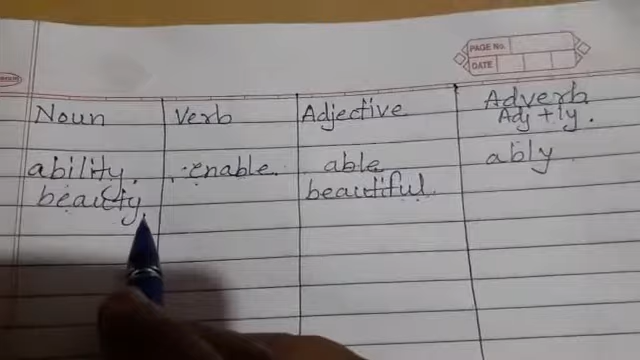 PAGE No.
DATE
Noun Verb Adjective Adverb
Adj + ly.
ability. enable. able ably
beauty. beautiful